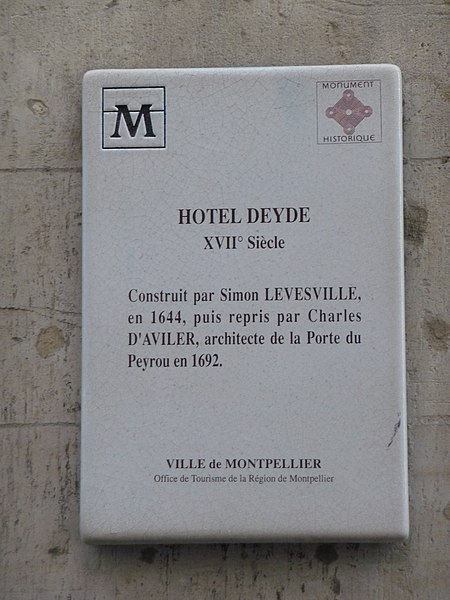 M
MONUMENT
HISTORIQUE
HOTEL DEYDE
XVII° Siècle
Construit par Simon LEVESVILLE,
en 1644, puis repris par Charles
D'AVILER, architecte de la Porte du
Peyrou en 1692.
VILLE de MONTPELLIER
Office de Tourisme de la Région de Montpellier